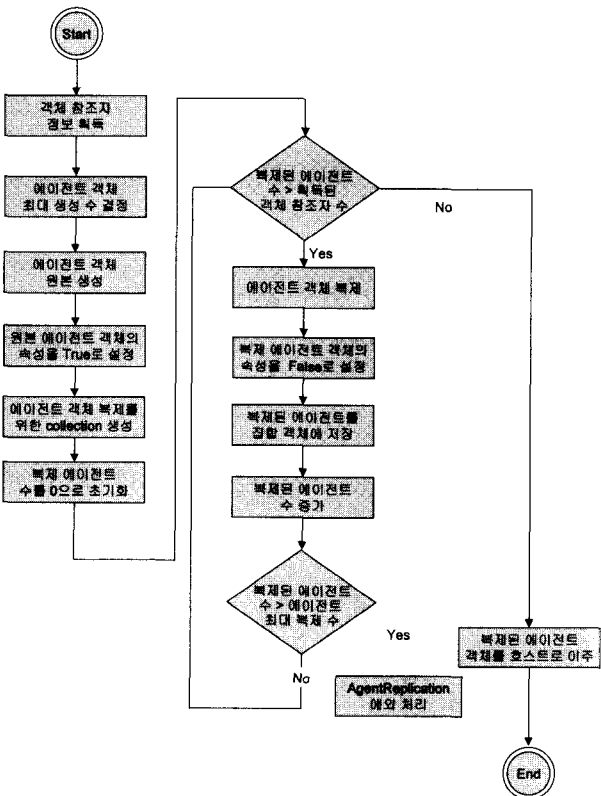 Start
객체 참조자
정보 획득
에이전트 객체
최대 생성 수 결정
에이전트 객체
원본 생성
원본 에이전트 객체의
속성을 True로 설정
에이전트 객체 복제를
위한 collection 생성
복제 에이전트
수를 0으로 초기화
복제된 에이전트
수 > 획득된
객체 참조자 수
No
Yes
에이전트 객체 복제
복제 에이전트 객체의
속성을 False로 설정
복제된 에이전트를
집합 객체에 저장
복제된 에이전트
수 증가
복제된 에이전트
수 > 에이전트
최대 복제 수
Yes
No
AgentReplication
예외 처리
복제된 에이전트
객체를 호스트로 이주
End